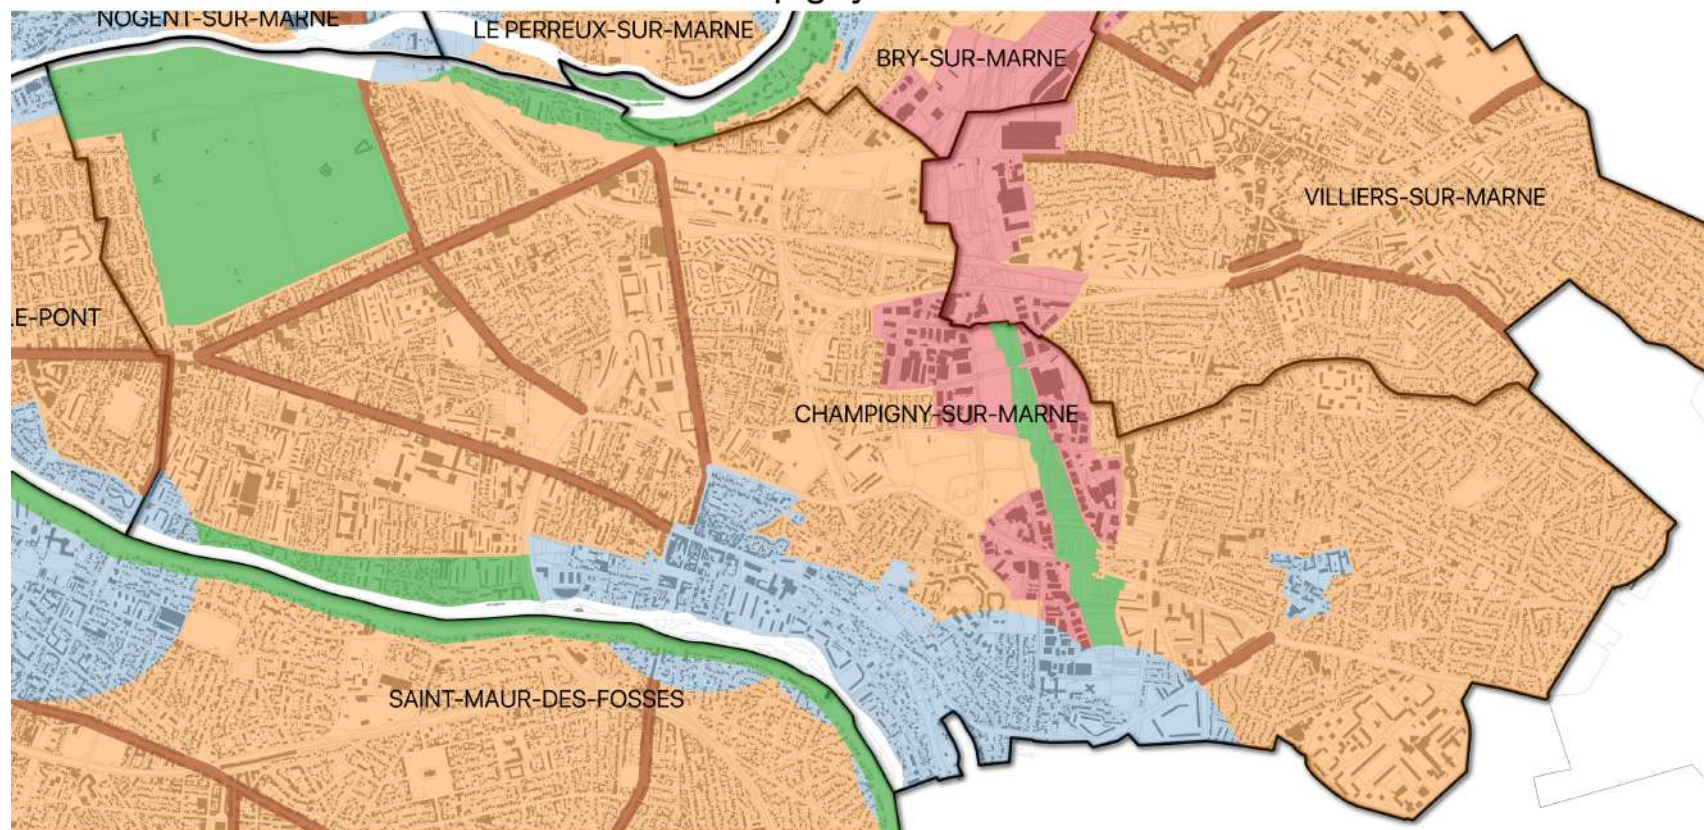 NOGENT-SUR-MARNE
LE PERREUX-SUR-MARNE
BRY-SUR-MARNE
VILLIERS-SUR-MARNE
E-PONT
CHAMPIGNY-SUR-MARNE
SAINT-MAUR-DES-FOSSES